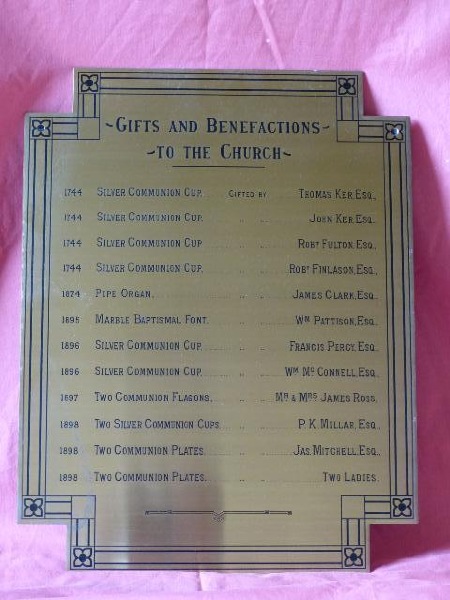 ~GIFTS AND BENEFACTIONS~
~TO THE CHURCH~
1744 SILVER COMMUNION CUP. GIFTED BY THOMAS KER, ESQ.,
1744 SILVER COMMUNION CUP. „ „ JOHN KER, ESQ.,
1744 SILVER COMMUNION CUP. „ „ ROBT FULTON, ESQ.,
1744 SILVER COMMUNION CUP. „ „ ROBT FINLASON, ESQ.,
1874 PIPE ORGAN. „ „ JAMES CLARK, ESQ.,
1895 MARBLE BAPTISMAL FONT. „ „ WM PATTISON, ESQ.,
1896 SILVER COMMUNION CUP. „ „ FRANCIS PERCY, ESQ.,
1896 SILVER COMMUNION CUP. „ „ WM MCCONNELL, ESQ.,
1897 TWO COMMUNION FLAGONS. „ „ MR & MRS JAMES ROSS.
1898 TWO SILVER COMMUNION CUPS. „ „ P. K. MILLAR, ESQ.,
1898 TWO COMMUNION PLATES. „ „ JAS. MITCHELL, ESQ.,
1898 TWO COMMUNION PLATES. „ „ TWO LADIES.